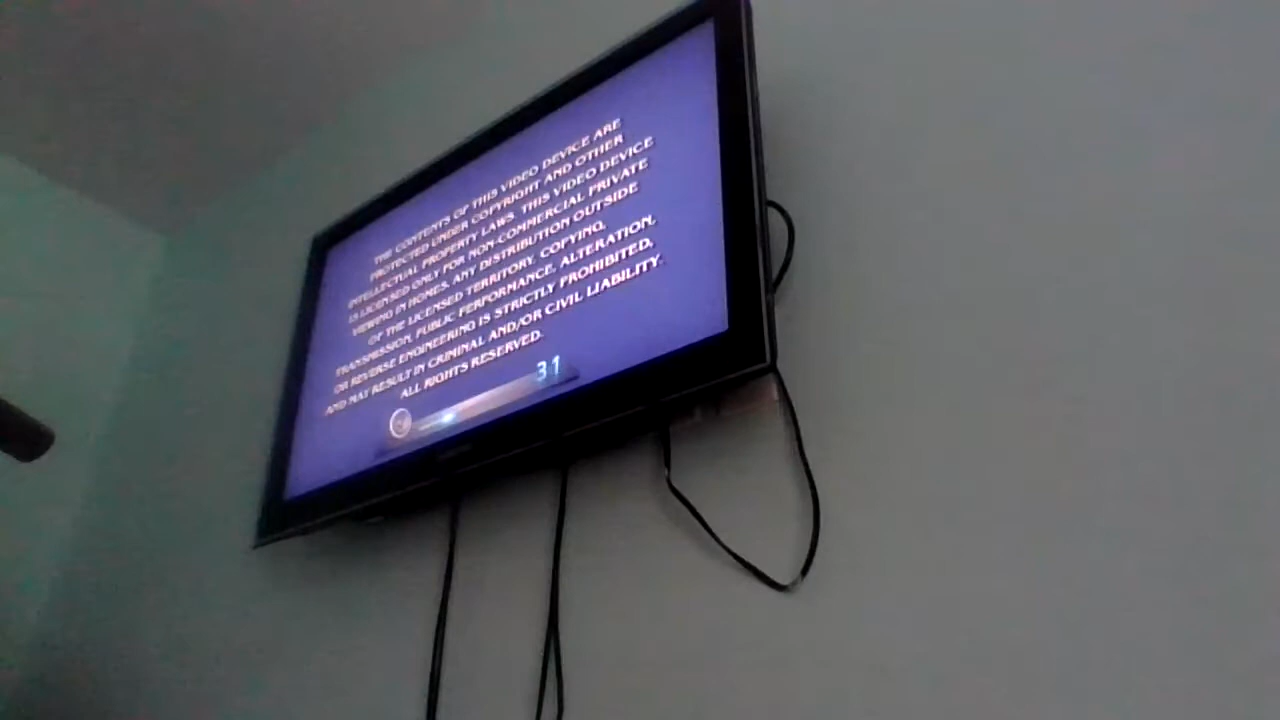 THE CONTENTS OF THIS VIDEO DEVICE ARE
PROTECTED UNDER COPYRIGHT AND OTHER
INTELLECTUAL PROPERTY LAWS. THIS VIDEO DEVICE
IS LICENSED ONLY FOR NON-COMMERCIAL PRIVATE
VIEWING IN HOMES. ANY DISTRIBUTION OUTSIDE
OF THE LICENSED TERRITORY, COPYING,
TRANSMISSION, PUBLIC PERFORMANCE, ALTERATION,
OR REVERSE ENGINEERING IS STRICTLY PROHIBITED,
AND MAY RESULT IN CRIMINAL AND/OR CIVIL LIABILITY.
ALL RIGHTS RESERVED.
31